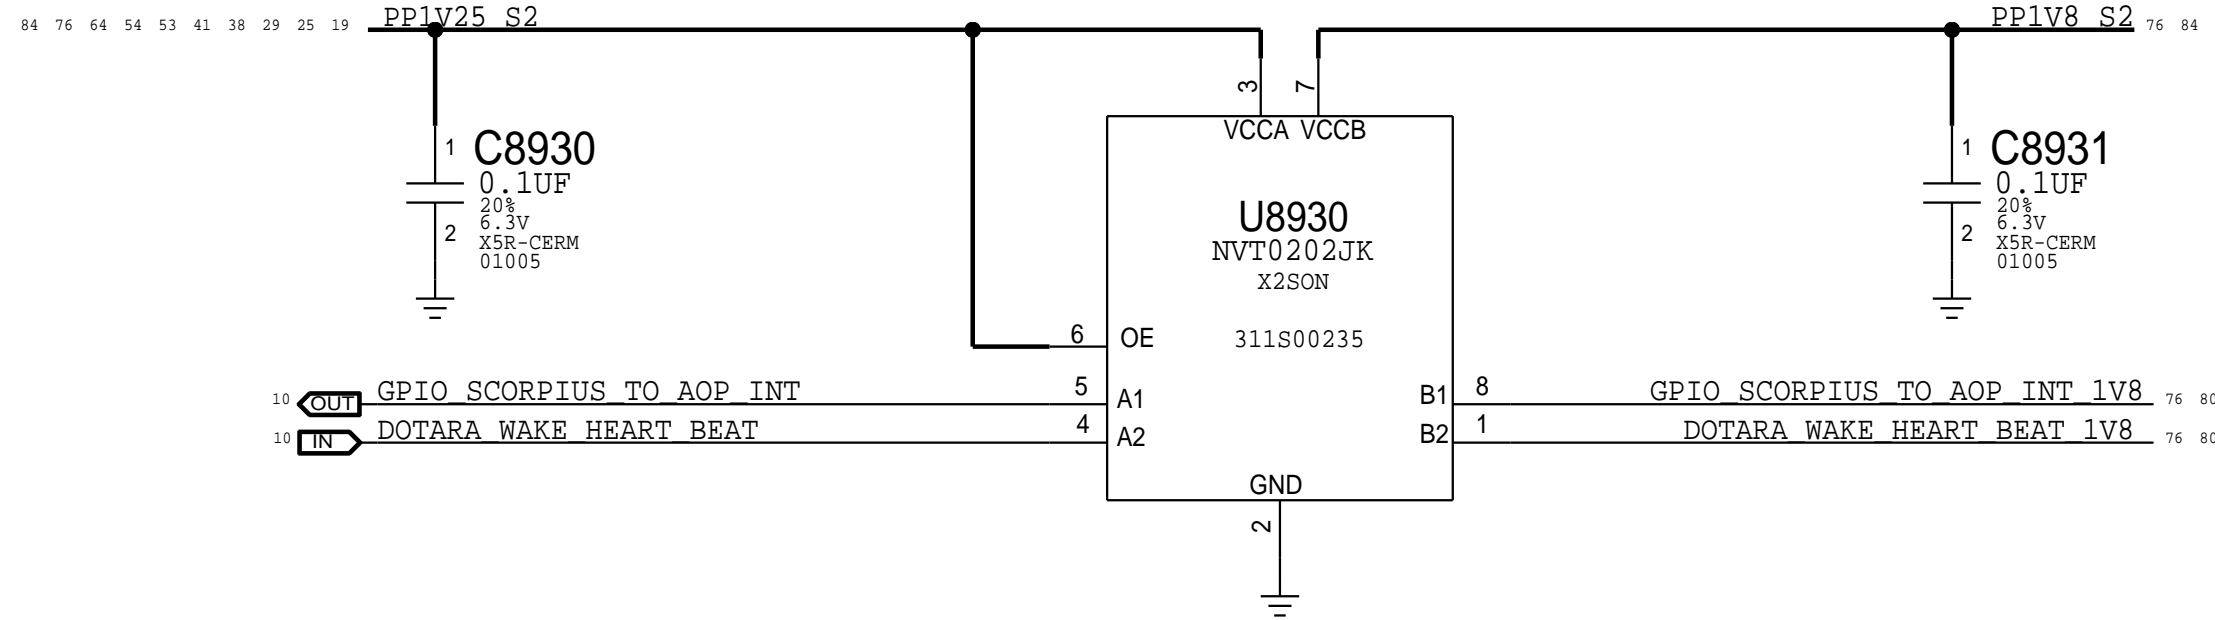 84 76 64 54 53 41 38 29 25 19 PP1V25_S2
PP1V8_S2 76 84
3 7
VCCA VCCB
1 C8930
0.1UF
20%
6.3V
2 X5R-CERM
01005
U8930
NVT0202JK
X2SON
311S00235
1 C8931
0.1UF
20%
6.3V
2 X5R-CERM
01005
6 OE
10 OUT GPIO_SCORPIUS_TO_AOP_INT 5 A1
B1 8 GPIO_SCORPIUS_TO_AOP_INT_1V8 76 80
10 IN DOTARA_WAKE_HEART_BEAT 4 A2
B2 1 DOTARA_WAKE_HEART_BEAT_1V8 76 80
GND
2